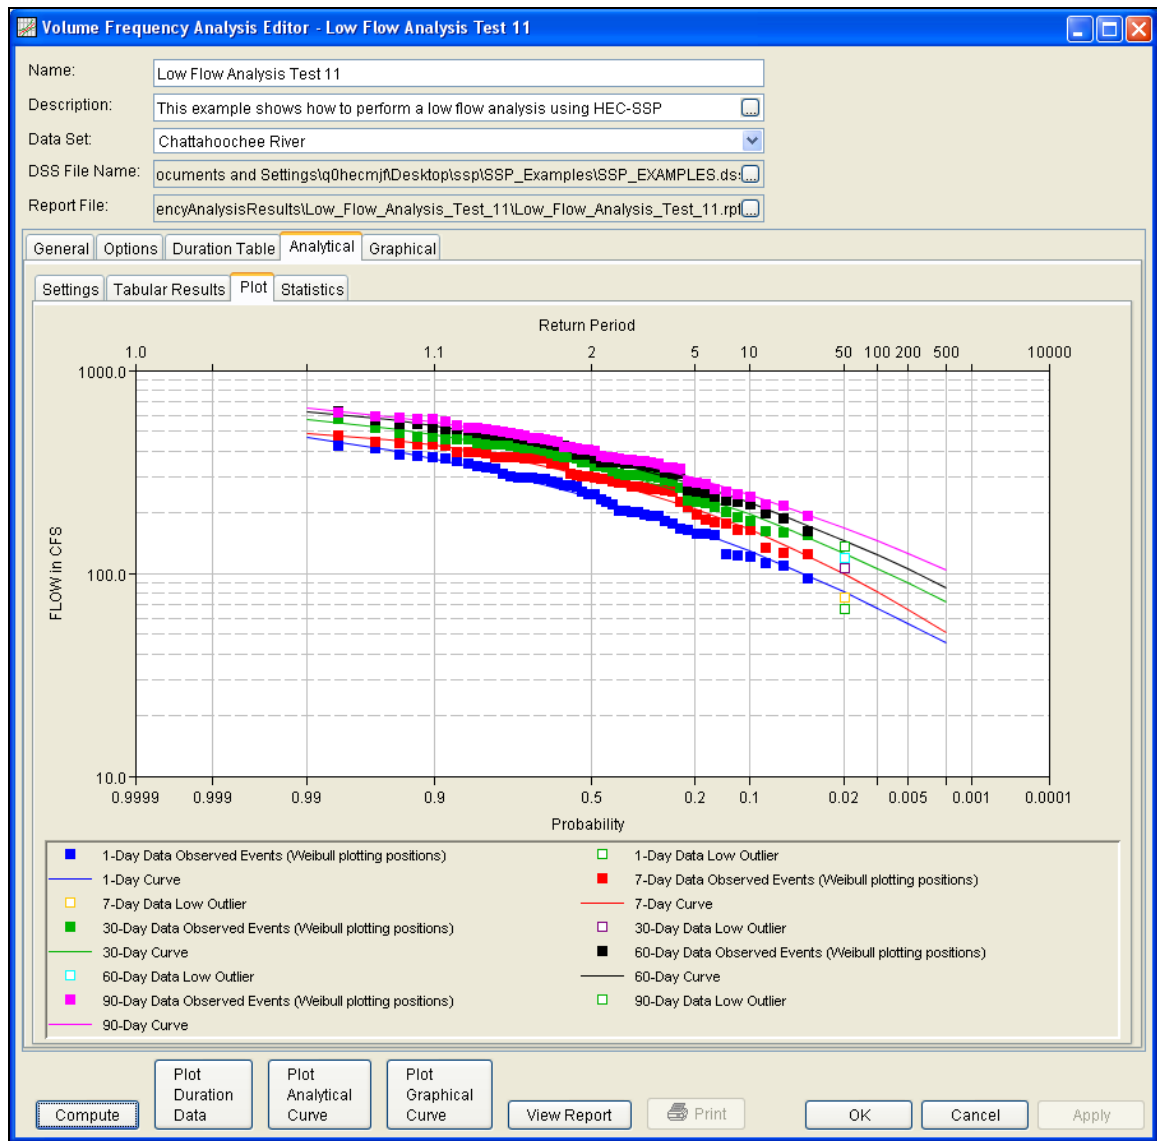 Volume Frequency Analysis Editor - Low Flow Analysis Test 11
Name: Low Flow Analysis Test 11
Description: This example shows how to perform a low flow analysis using HEC-SSP ...
Data Set: Chattahoochee River
DSS File Name: ocuments and Settings\q0hecmjf\Desktop\ssp\SSP_Examples\SSP_EXAMPLES.ds ...
Report File: encyAnalysisResults\Low_Flow_Analysis_Test_11\Low_Flow_Analysis_Test_11.rpt ...
General Options Duration Table Analytical Graphical
Settings Tabular Results Plot Statistics
Return Period
1.0 1.1 2 5 10 50 100 200 500 10000
1000.0
FLOW in CFS
100.0
10.0
0.9999 0.999 0.99 0.9 0.5 0.2 0.1 0.02 0.005 0.001 0.0001
Probability
1-Day Data Observed Events (Weibull plotting positions) 1-Day Data Low Outlier
1-Day Curve 7-Day Data Observed Events (Weibull plotting positions)
7-Day Data Low Outlier 7-Day Curve
30-Day Data Observed Events (Weibull plotting positions) 30-Day Data Low Outlier
30-Day Curve 60-Day Data Observed Events (Weibull plotting positions)
60-Day Data Low Outlier 60-Day Curve
90-Day Data Observed Events (Weibull plotting positions) 90-Day Data Low Outlier
90-Day Curve
Compute Plot Duration Data Plot Analytical Curve Plot Graphical Curve View Report Print OK Cancel Apply